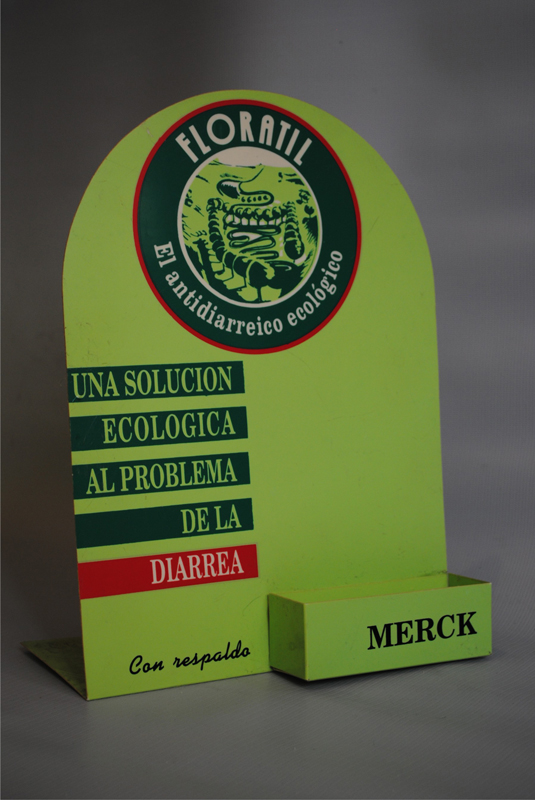 FLORATIL
El antidiarreico ecológico
UNA SOLUCION
ECOLOGICA
AL PROBLEMA
DE LA
DIARREA
Con respaldo
MERCK